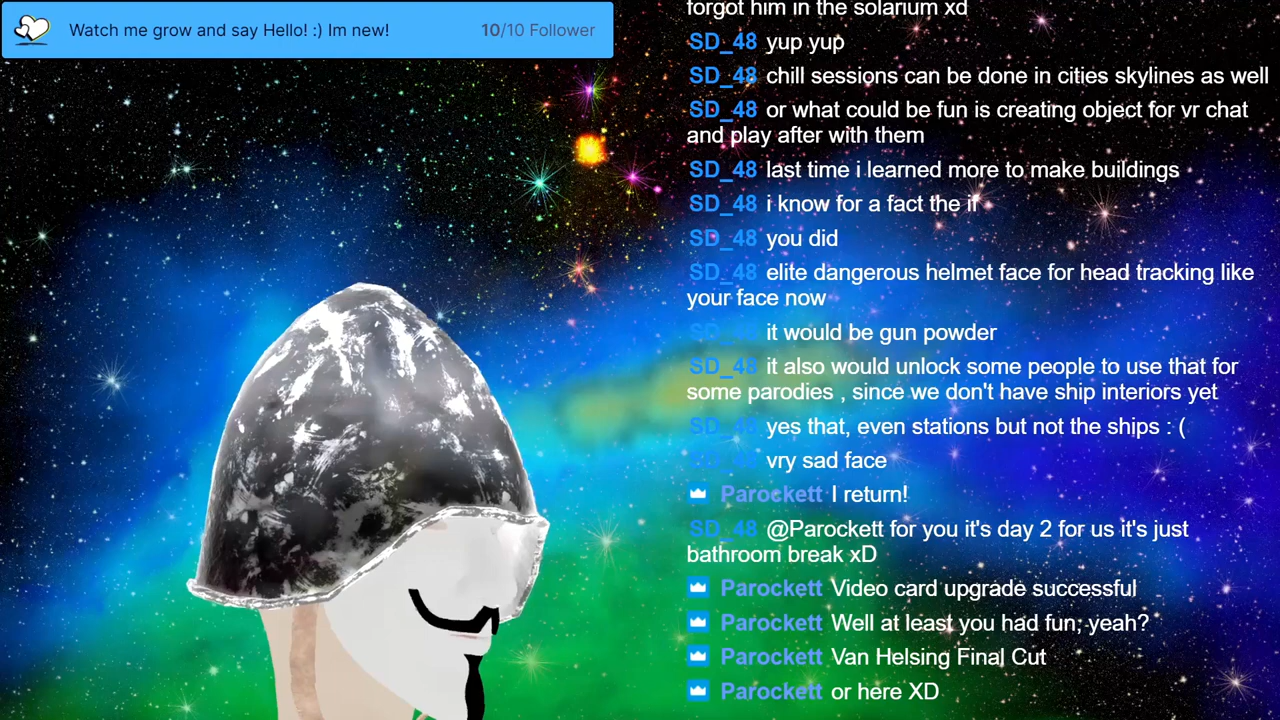 Watch me grow and say Hello! :) Im new! 10/10 Follower
forgot him in the solarium xd
SD_48 yup yup
SD_48 chill sessions can be done in cities skylines as well
SD_48 or what could be fun is creating object for vr chat
and play after with them
SD_48 last time i learned more to make buildings
SD_48 i know for a fact the if
SD_48 you did
SD_48 elite dangerous helmet face for head tracking like
your face now
SD_48 it would be gun powder
SD_48 it also would unlock some people to use that for
some parodies , since we don't have ship interiors yet
SD_48 yes that, even stations but not the ships : (
SD_48 vry sad face
Parockett I return!
SD_48 @Parockett for you it's day 2 for us it's just
bathroom break xD
Parockett Video card upgrade successful
Parockett Well at least you had fun, yeah?
Parockett Van Helsing Final Cut
Parockett or here XD